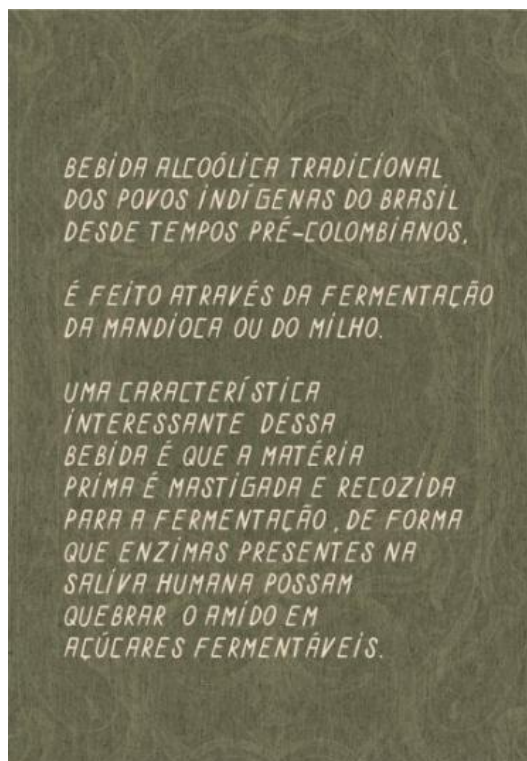 BEBIDA ALCOÓLICA TRADICIONAL
DOS POVOS INDÍGENAS DO BRASIL
DESDE TEMPOS PRÉ-COLOMBIANOS,
É FEITO ATRAVÉS DA FERMENTAÇÃO
DA MANDIOCA OU DO MILHO.
UMA CARACTERÍSTICA
INTERESSANTE DESSA
BEBIDA É QUE A MATÉRIA
PRIMA É MASTIGADA E RECOZIDA
PARA A FERMENTAÇÃO, DE FORMA
QUE ENZIMAS PRESENTES NA
SALIVA HUMANA POSSAM
QUEBRAR O AMIDO EM
AÇÚCARES FERMENTÁVEIS.